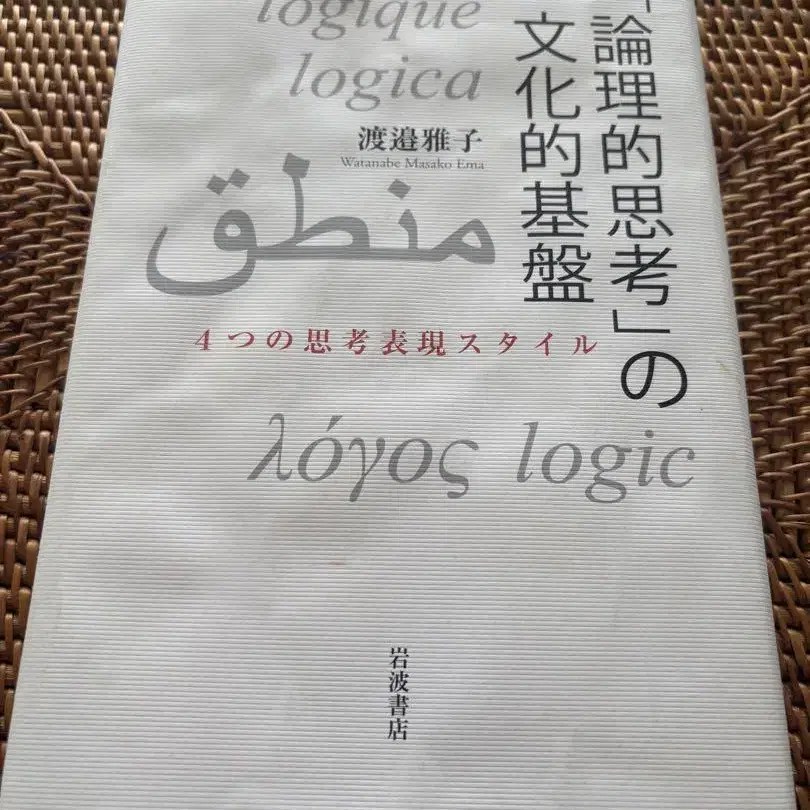 「論理的思考」の
文化的基盤
logique
logica
渡邉雅子
Watanabe Masako Ema
منطق
4つの思考表現スタイル
λόγος logic
岩波書店